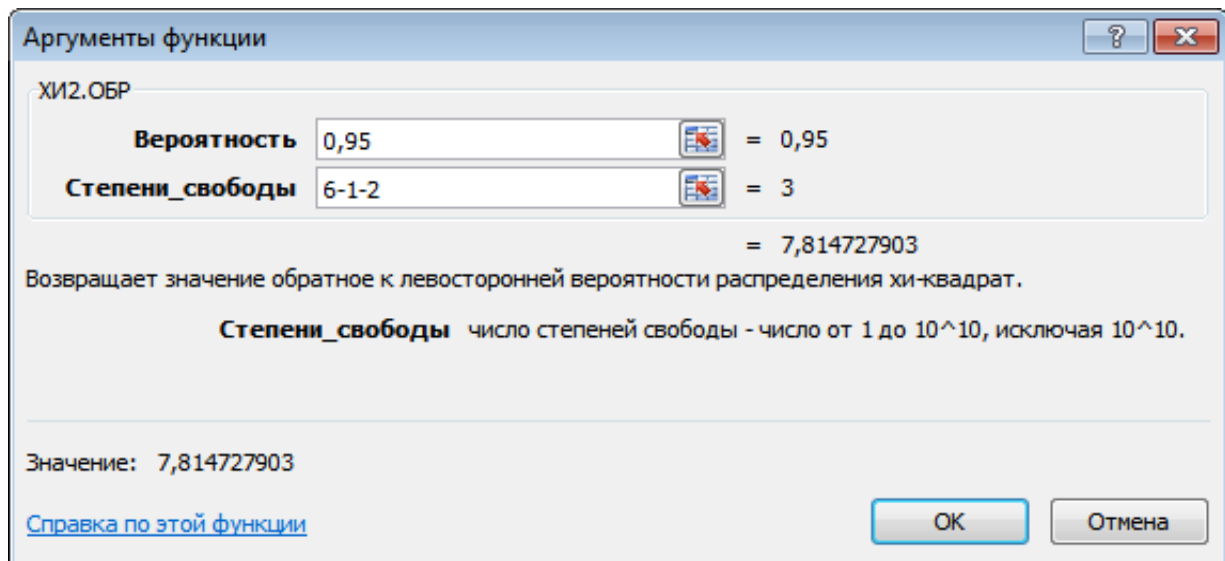 Аргументы функции
ХИ2.ОБР
Вероятность 0,95 = 0,95
Степени_свободы 6-1-2 = 3
= 7,814727903
Возвращает значение обратное к левосторонней вероятности распределения хи-квадрат.
Степени_свободы число степеней свободы - число от 1 до 10^10, исключая 10^10.
Значение: 7,814727903
Справка по этой функции
ОК
Отмена